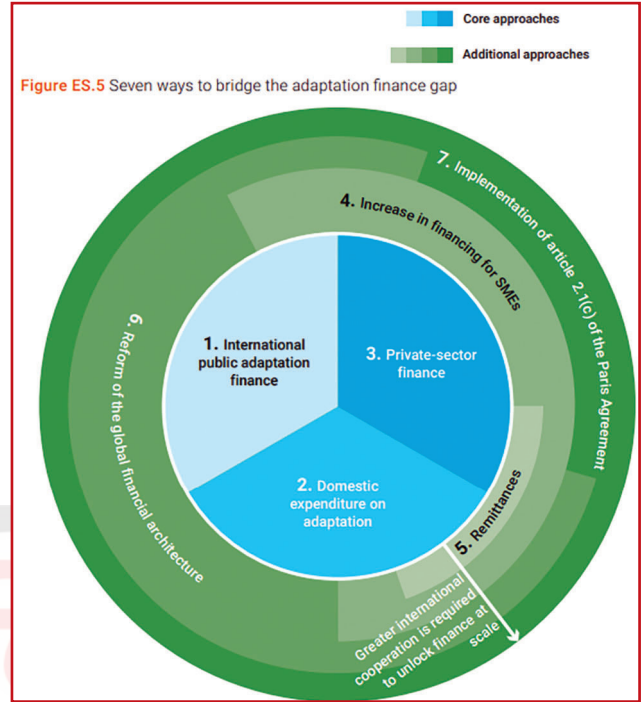 Core approaches
Additional approaches
Figure ES.5 Seven ways to bridge the adaptation finance gap
7. Implementation of article 2.1(c) of the Paris Agreement
4. Increase in financing for SMEs
1. International
public adaptation
finance
3. Private-sector
finance
6. Reform of the global financial architecture
2. Domestic
expenditure on
adaptation
5. Remittances
Greater international
cooperation is required
to unlock finance at
scale